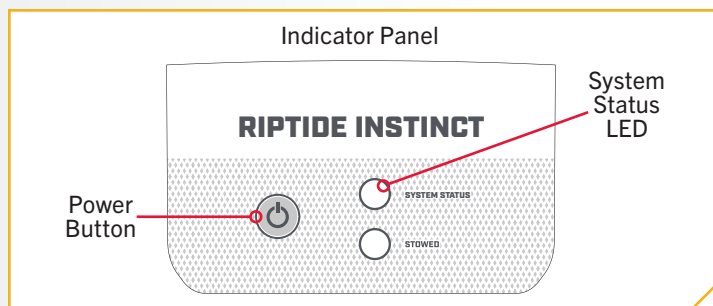 Indicator Panel
System
Status
LED
RIPTIDE INSTINCT
SYSTEM STATUS
Power
Button
STOWED